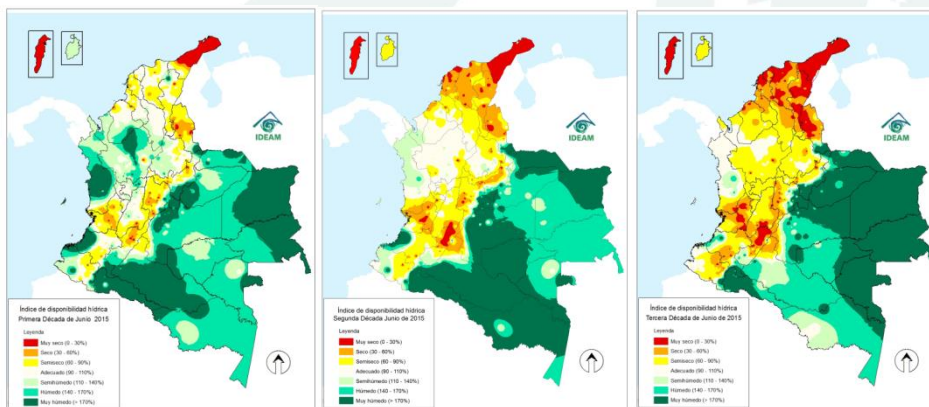 IDEAM
Índice de disponibilidad hídrica
Primera Década de Junio 2015
Leyenda
Muy seco (0 - 30%)
Seco (30 - 60%)
Semiseco (60 - 90%)
Adecuado (90 - 110%)
Semihúmedo (110 - 140%)
Húmedo (140 - 170%)
Muy húmedo (> 170%)
IDEAM
Índice de disponibilidad hídrica
Segunda Década Junio de 2015
Leyenda
Muy seco (0 - 30%)
Seco (30 - 60%)
Semiseco (60 - 90%)
Adecuado (90 - 110%)
Semihúmedo (110 - 140%)
Húmedo (140 - 170%)
Muy húmedo (> 170%)
IDEAM
Índice de disponibilidad hídrica
Tercera Década de Junio de 2015
Leyenda
Muy seco (0 - 30%)
Seco (30 - 60%)
Semiseco (60 - 90%)
Adecuado (90 - 110%)
Semihúmedo (110 - 140%)
Húmedo (140 - 170%)
Muy húmedo (> 170%)